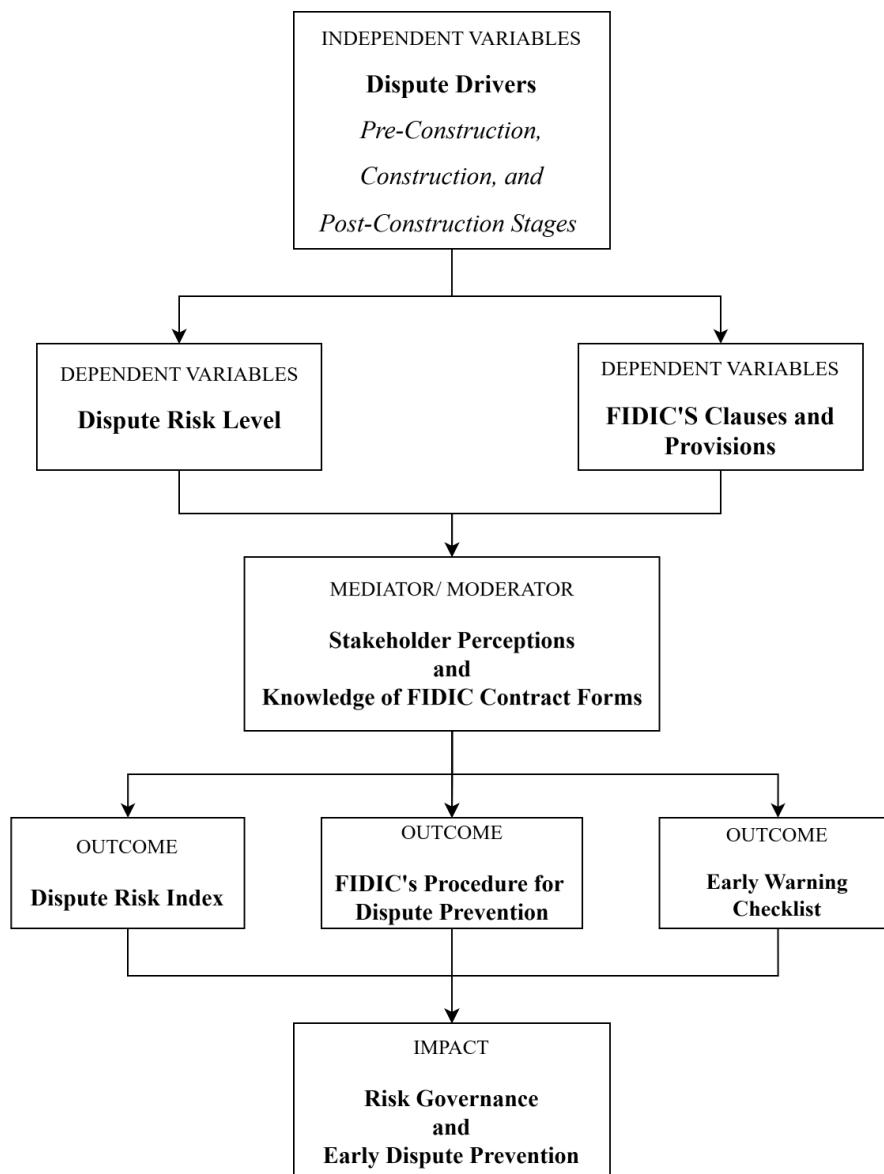 INDEPENDENT VARIABLES
Dispute Drivers
Pre-Construction,
Construction, and
Post-Construction Stages
DEPENDENT VARIABLES
Dispute Risk Level
DEPENDENT VARIABLES
FIDIC'S Clauses and
Provisions
MEDIATOR/ MODERATOR
Stakeholder Perceptions
and
Knowledge of FIDIC Contract Forms
OUTCOME
Dispute Risk Index
OUTCOME
FIDIC's Procedure for
Dispute Prevention
OUTCOME
Early Warning
Checklist
IMPACT
Risk Governance
and
Early Dispute Prevention